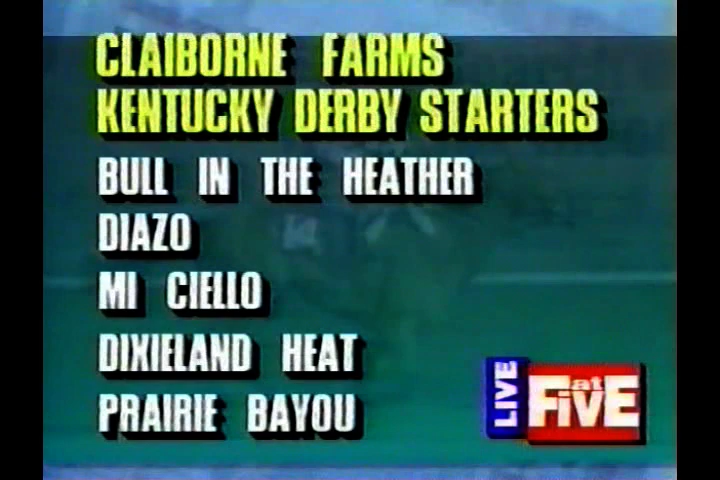 CLAIBORNE FARMS
KENTUCKY DERBY STARTERS
BULL IN THE HEATHER
DIAZO
MI CIELLO
DIXIELAND HEAT
PRAIRIE BAYOU
LIVE
at
FiVE